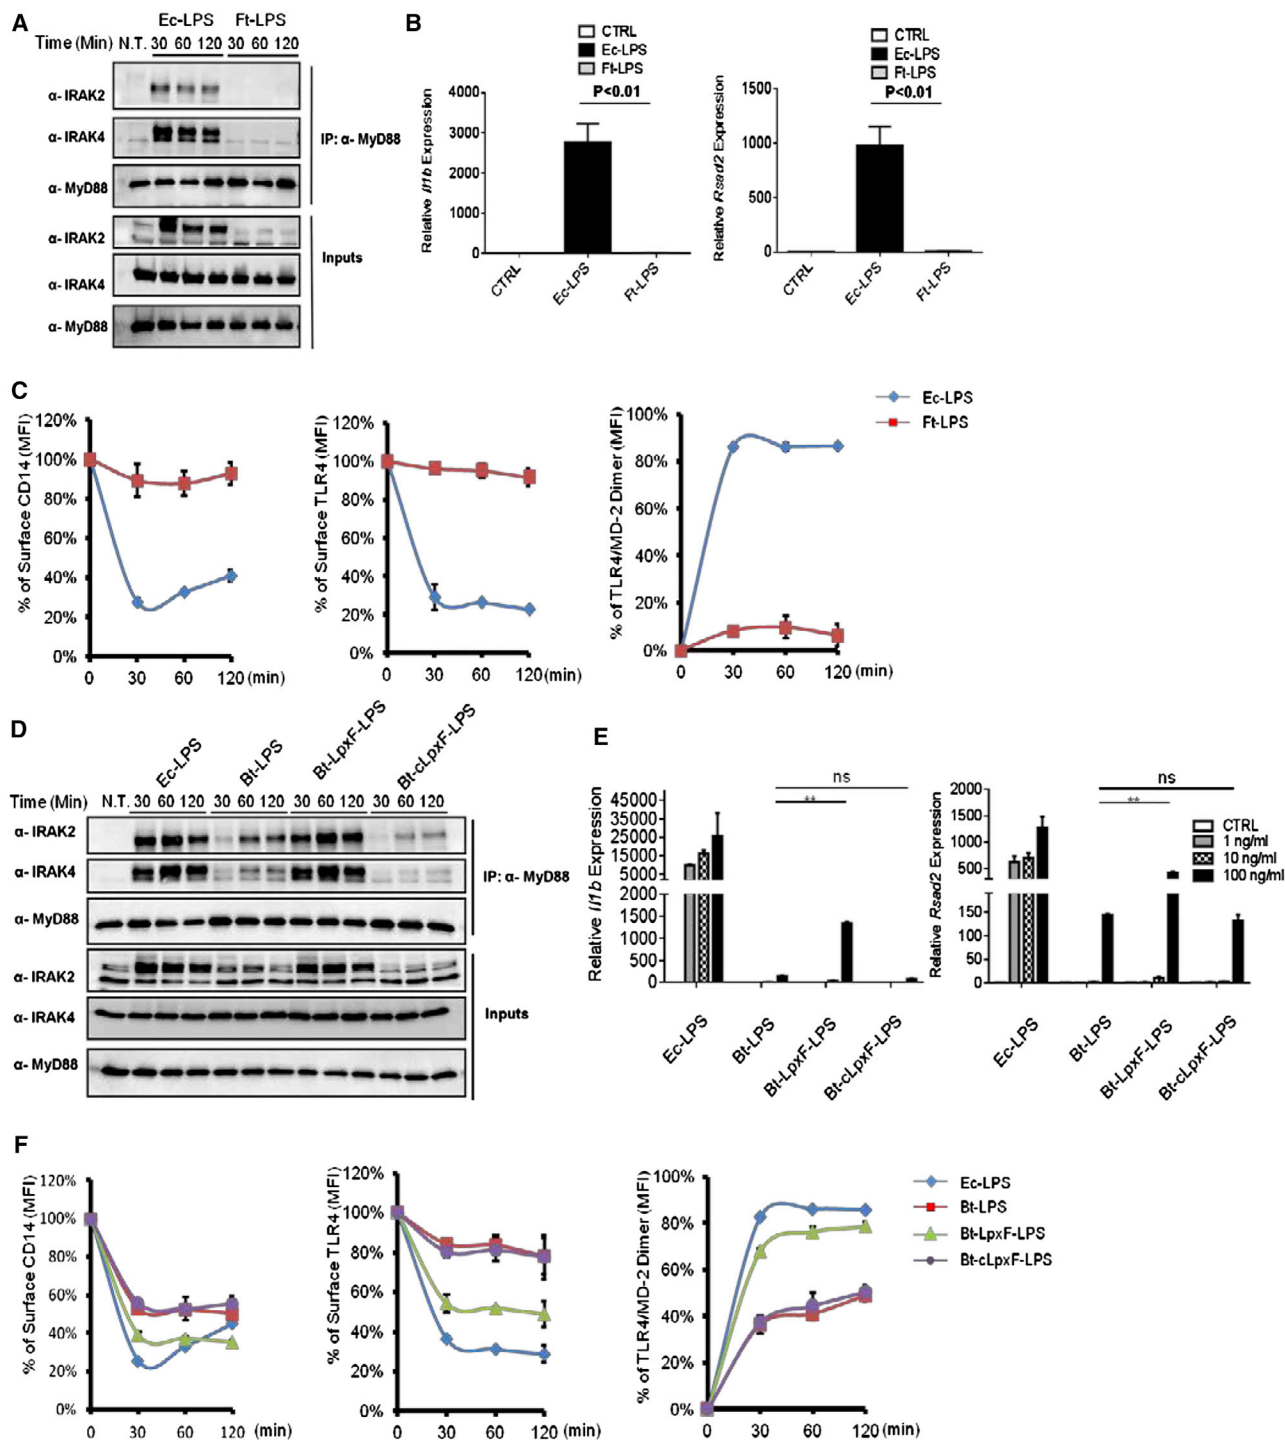 A
Ec-LPS Ft-LPS
Time (Min) N.T. 30 60 120 30 60 120
α- IRAK2
α- IRAK4
α- MyD88
IP: α- MyD88
α- IRAK2
α- IRAK4
α- MyD88
Inputs
B
CTRL
Ec-LPS
Ft-LPS
P<0.01
Relative Il1b Expression
4000
3000
2000
1000
0
CTRL
Ec-LPS
Ft-LPS
CTRL
Ec-LPS
Ft-LPS
P<0.01
Relative Rsad2 Expression
1500
1000
500
0
CTRL
Ec-LPS
Ft-LPS
C
% of Surface CD14 (MFI)
120%
100%
80%
60%
40%
20%
0%
0 30 60 120 (min)
% of Surface TLR4 (MFI)
120%
100%
80%
60%
40%
20%
0%
0 30 60 120 (min)
% of TLR4/MD-2 Dimer (MFI)
100%
80%
60%
40%
20%
0%
0 30 60 120 (min)
Ec-LPS
Ft-LPS
D
Ec-LPS
Bt-LPS
Bt-LpxF-LPS
Bt-cLpxF-LPS
Time (Min) N.T. 30 60 120 30 60 120 30 60 120 30 60 120
α- IRAK2
α- IRAK4
α- MyD88
IP: α- MyD88
α- IRAK2
α- IRAK4
α- MyD88
Inputs
E
Relative Il1b Expression
45000
35000
25000
15000
5000
2000
1500
1000
500
0
ns
**
Ec-LPS
Bt-LPS
Bt-LpxF-LPS
Bt-cLpxF-LPS
Relative Rsad2 Expression
2000
1500
1000
500
150
100
50
0
ns
**
CTRL
1 ng/ml
10 ng/ml
100 ng/ml
Ec-LPS
Bt-LPS
Bt-LpxF-LPS
Bt-cLpxF-LPS
F
% of Surface CD14 (MFI)
120%
100%
80%
60%
40%
20%
0%
0 30 60 120 (min)
% of Surface TLR4 (MFI)
120%
100%
80%
60%
40%
20%
0%
0 30 60 120 (min)
% of TLR4/MD-2 Dimer (MFI)
100%
80%
60%
40%
20%
0%
0 30 60 120 (min)
Ec-LPS
Bt-LPS
Bt-LpxF-LPS
Bt-cLpxF-LPS